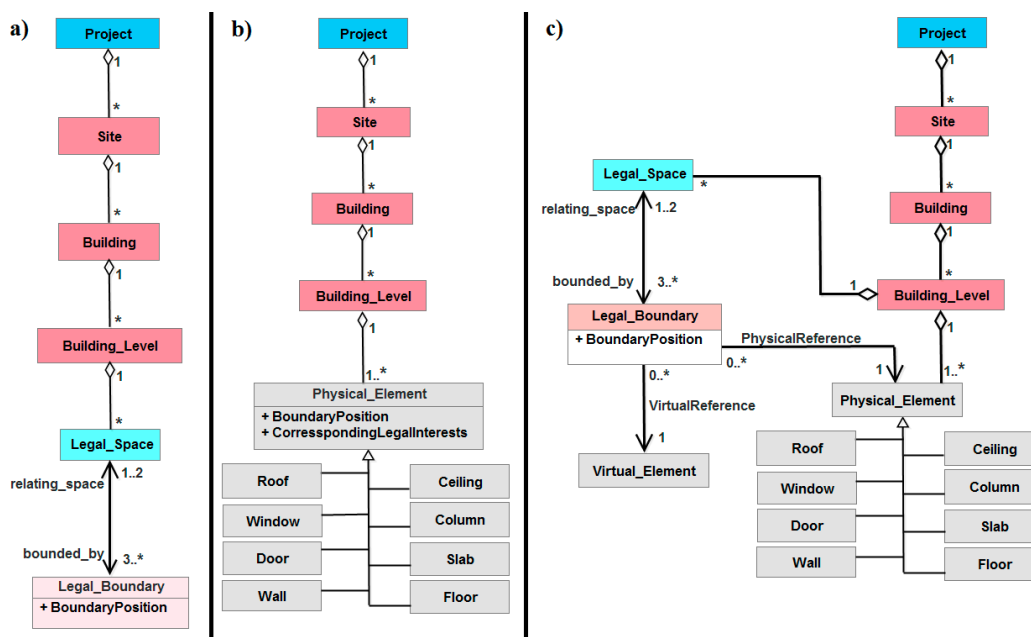 a)
Project
1
*
Site
1
*
Building
1
*
Building_Level
1
*
Legal_Space
relating_space
1..2
bounded_by
3..*
Legal_Boundary
+ BoundaryPosition
b)
Project
1
*
Site
1
*
Building
1
*
Building_Level
1
1..*
Physical_Element
+ BoundaryPosition
+ CorresspondingLegalInterests
Roof
Ceiling
Window
Column
Door
Slab
Wall
Floor
c)
Project
1
*
Site
1
*
Legal_Space
*
relating_space
1..2
Building
1
*
bounded_by
3..*
1
Building_Level
1
1..*
Legal_Boundary
+ BoundaryPosition
PhysicalReference
0..*
1
0..*
VirtualReference
1
Virtual_Element
Physical_Element
Roof
Ceiling
Window
Column
Door
Slab
Wall
Floor